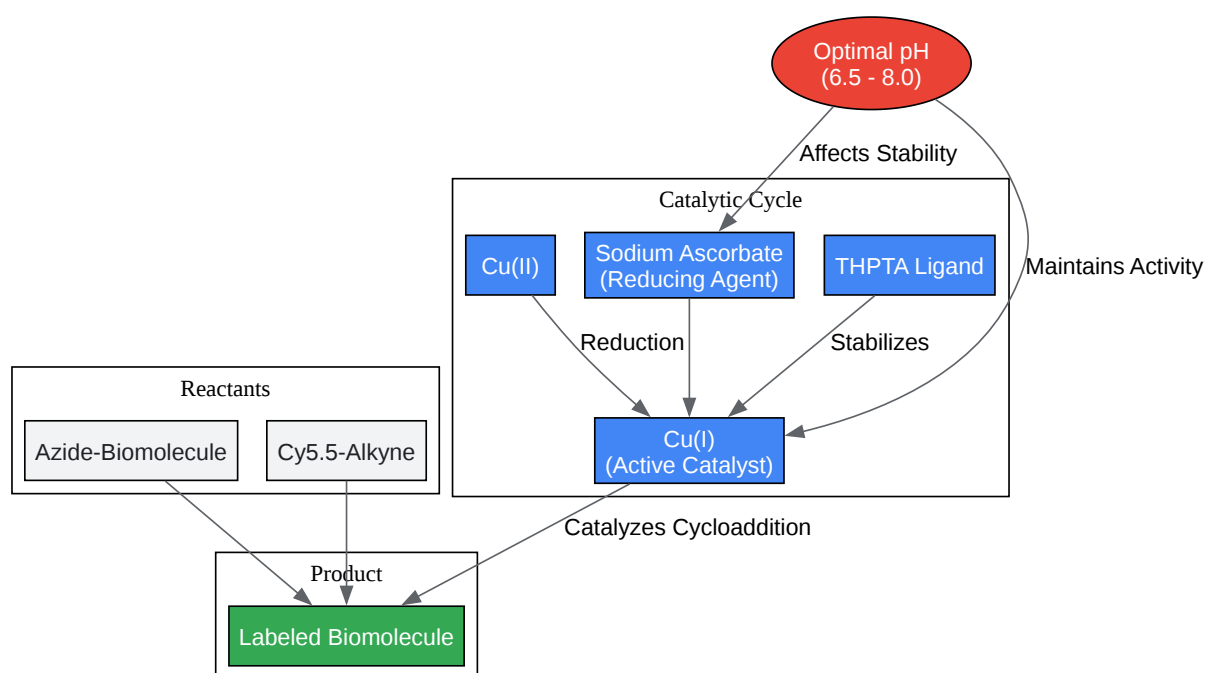 Optimal pH
(6.5 - 8.0)
Affects Stability
Catalytic Cycle
Cu(II)
Sodium Ascorbate
(Reducing Agent)
THPTA Ligand
Maintains Activity
Reduction
Stabilizes
Reactants
Azide-Biomolecule
Cy5.5-Alkyne
Cu(I)
(Active Catalyst)
Catalyzes Cycloaddition
Product
Labeled Biomolecule